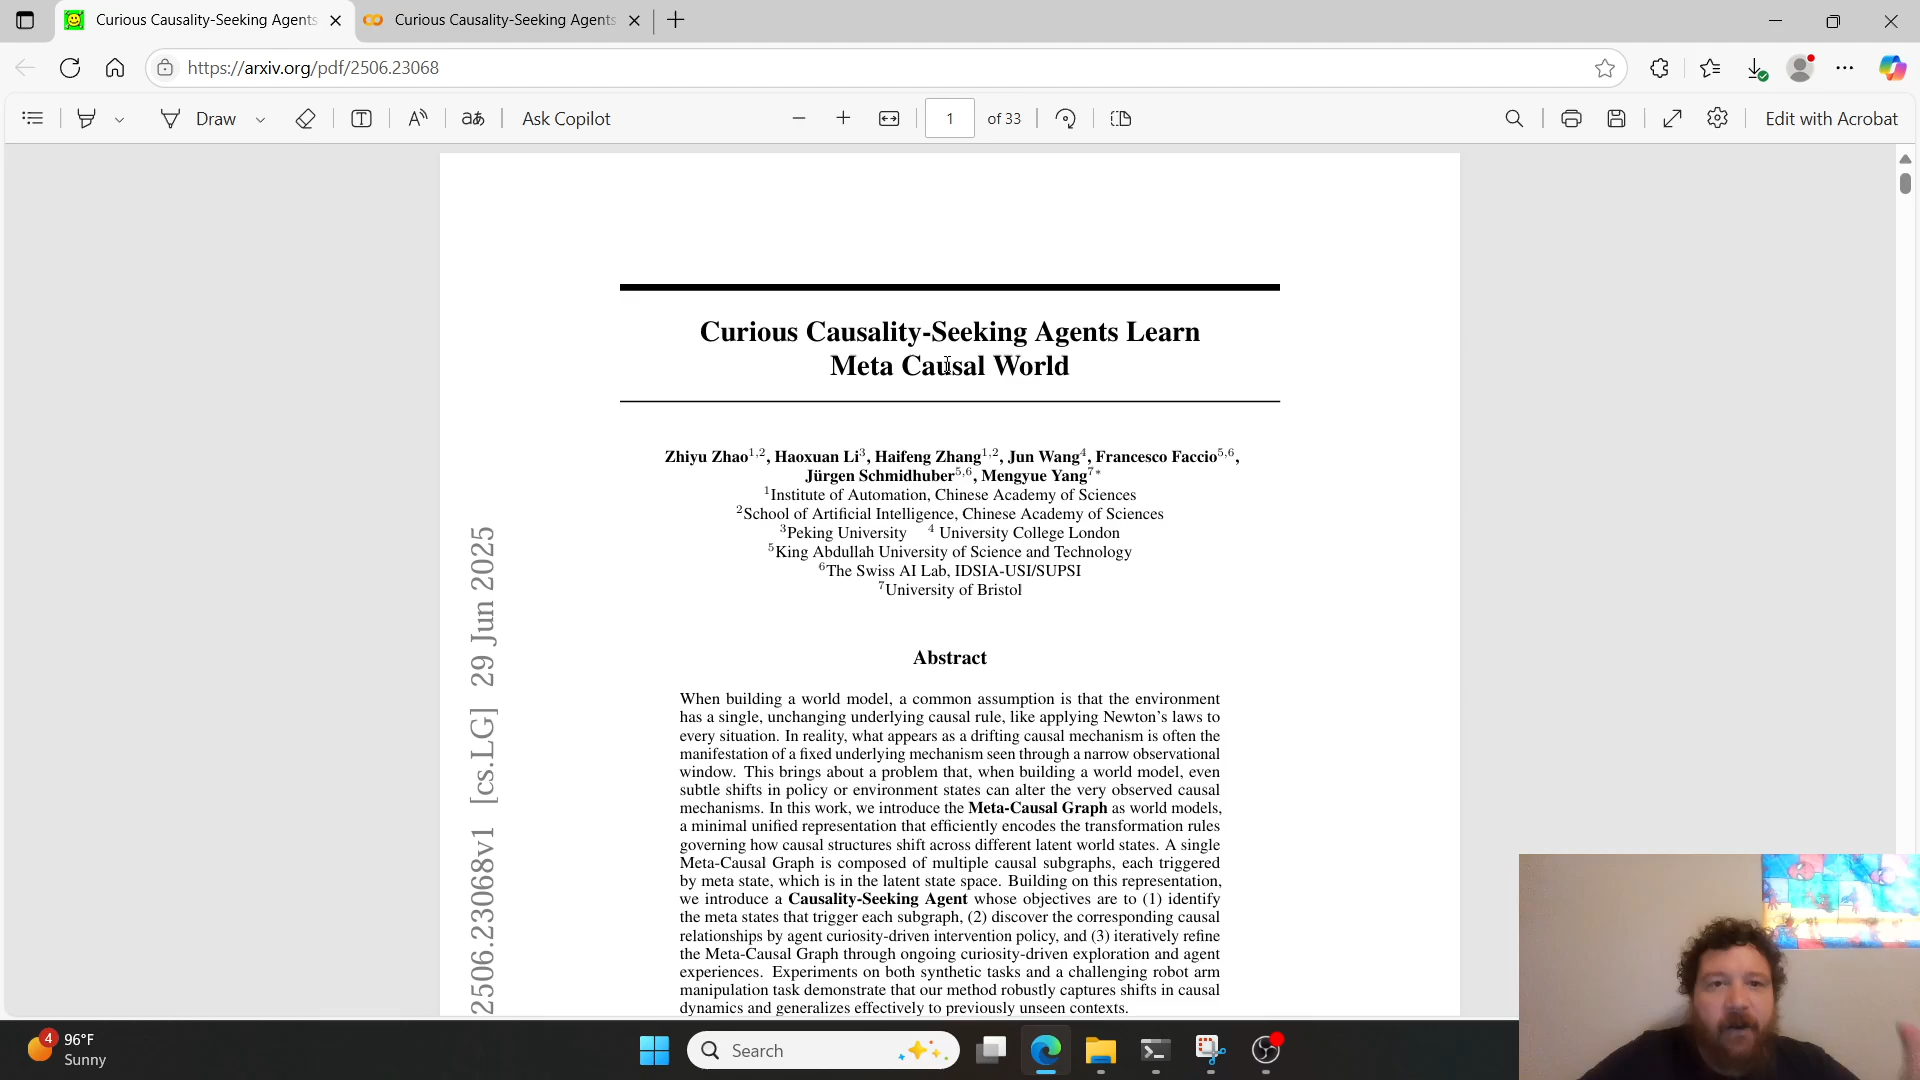 Curious Causality-Seeking Agents
Curious Causality-Seeking Agents
https://arxiv.org/pdf/2506.23068
Draw
T
A
aあ
Ask Copilot
1 of 33
Edit with Acrobat
Curious Causality-Seeking Agents Learn
Meta Causal World
Zhiyu Zhao1,2, Haoxuan Li3, Haifeng Zhang1,2, Jun Wang4, Francesco Faccio5,6,
Jürgen Schmidhuber5,6, Mengyue Yang7*
1Institute of Automation, Chinese Academy of Sciences
2School of Artificial Intelligence, Chinese Academy of Sciences
3Peking University 4 University College London
5King Abdullah University of Science and Technology
6The Swiss AI Lab, IDSIA-USI/SUPSI
7University of Bristol
Abstract
When building a world model, a common assumption is that the environment
has a single, unchanging underlying causal rule, like applying Newton's laws to
every situation. In reality, what appears as a drifting causal mechanism is often the
manifestation of a fixed underlying mechanism seen through a narrow observational
window. This brings about a problem that, when building a world model, even
subtle shifts in policy or environment states can alter the very observed causal
mechanisms. In this work, we introduce the Meta-Causal Graph as world models,
a minimal unified representation that efficiently encodes the transformation rules
governing how causal structures shift across different latent world states. A single
Meta-Causal Graph is composed of multiple causal subgraphs, each triggered
by meta state, which is in the latent state space. Building on this representation,
we introduce a Causality-Seeking Agent whose objectives are to (1) identify
the meta states that trigger each subgraph, (2) discover the corresponding causal
relationships by agent curiosity-driven intervention policy, and (3) iteratively refine
the Meta-Causal Graph through ongoing curiosity-driven exploration and agent
experiences. Experiments on both synthetic tasks and a challenging robot arm
manipulation task demonstrate that our method robustly captures shifts in causal
dynamics and generalizes effectively to previously unseen contexts.
2506.23068v1 [cs.LG] 29 Jun 2025
4
96°F
Sunny
Search